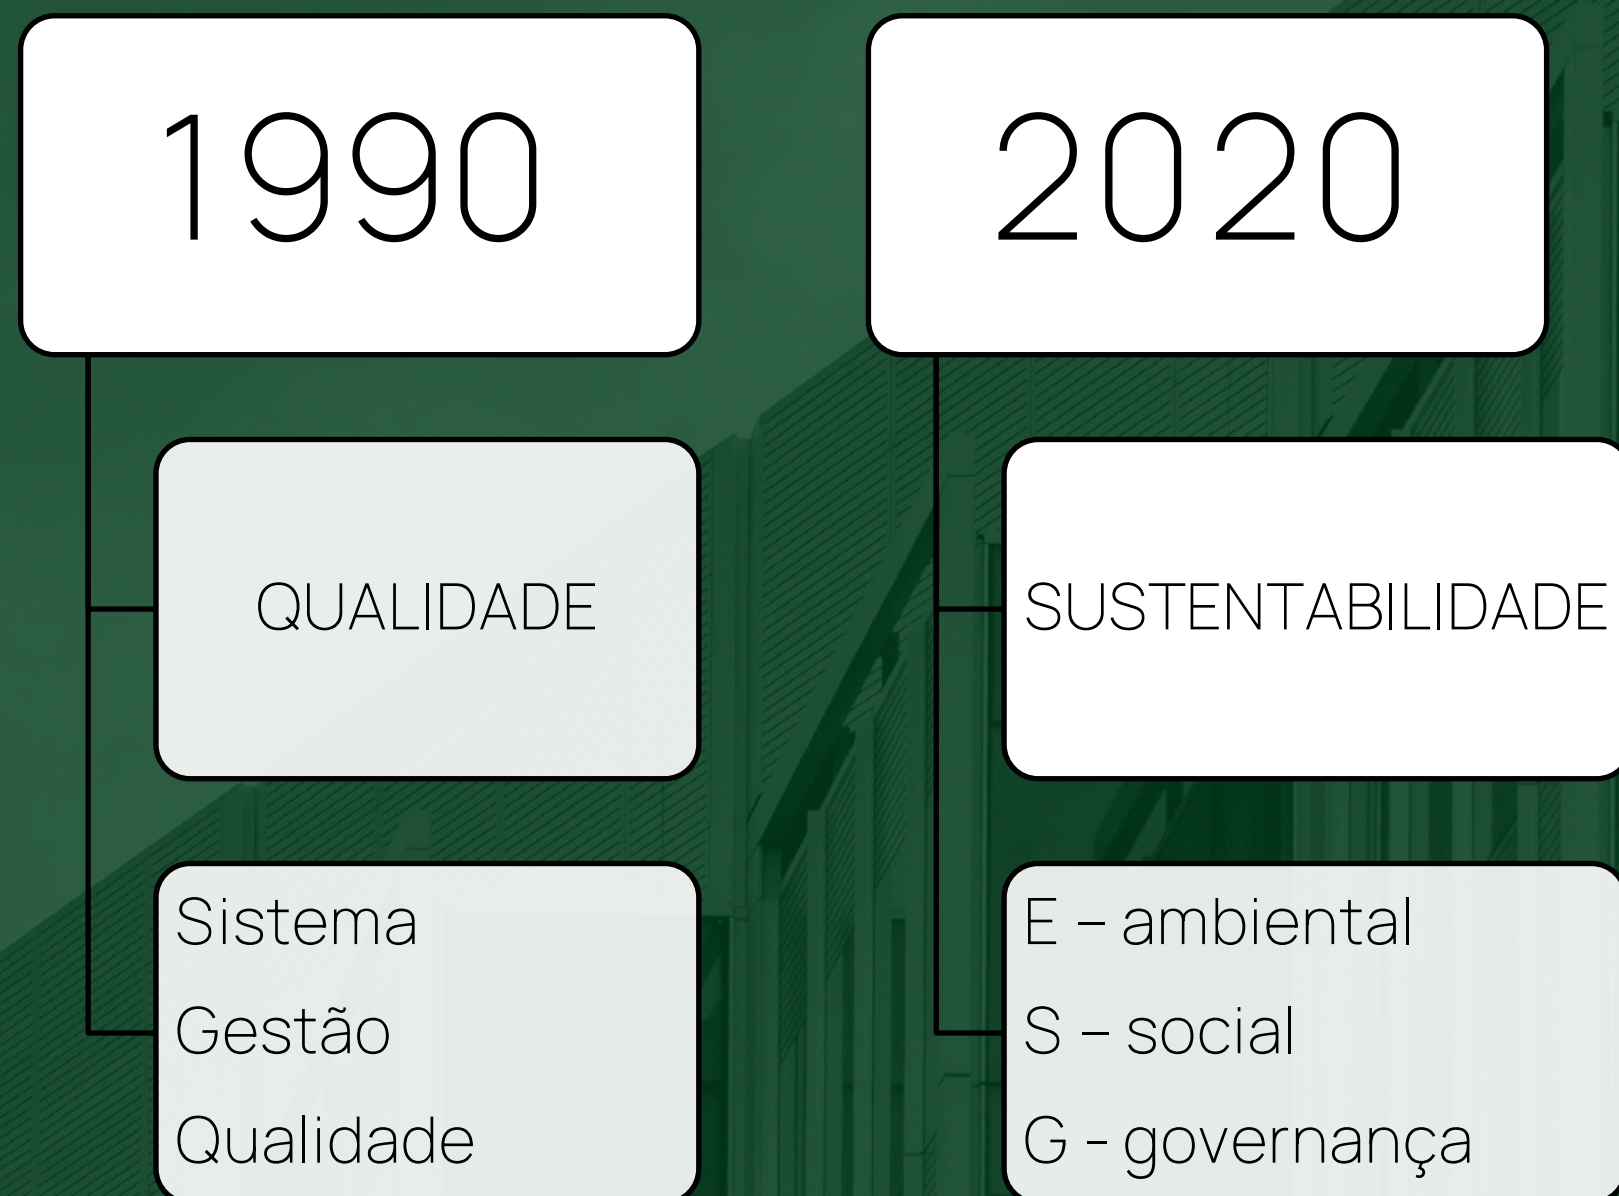 1990
QUALIDADE
Sistema
Gestão
Qualidade
2020
SUSTENTABILIDADE
E – ambiental
S – social
G - governança